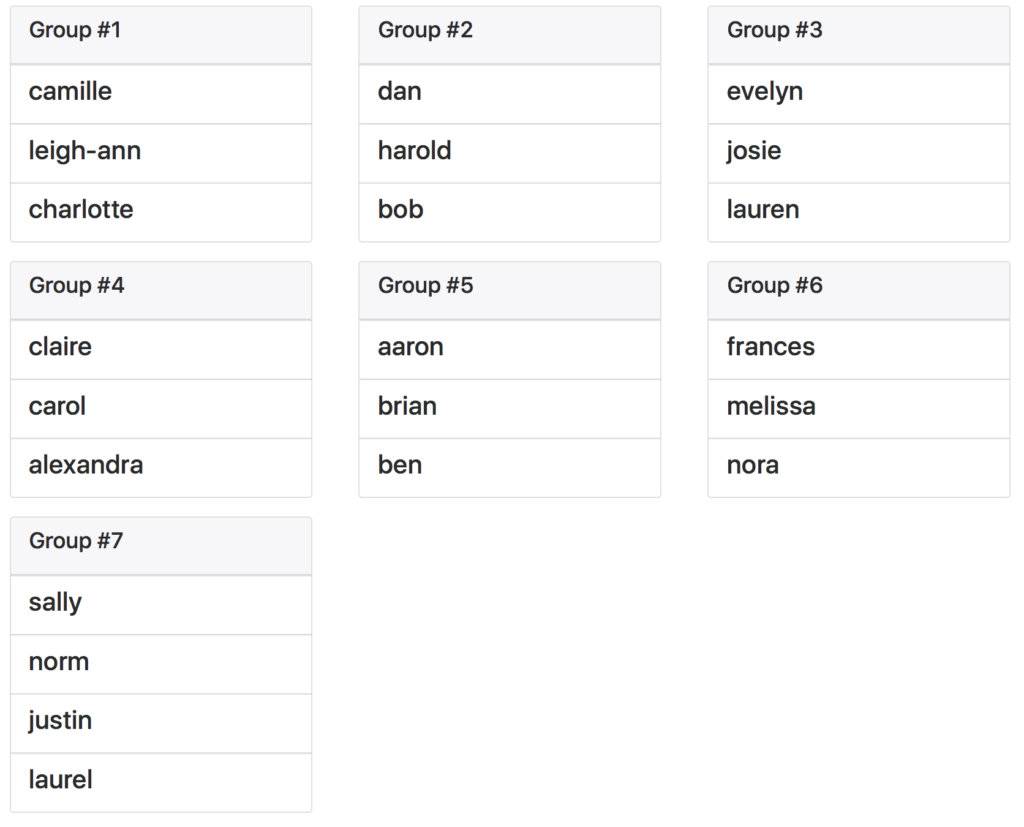 Group #1
camille
leigh-ann
charlotte
Group #2
dan
harold
bob
Group #3
evelyn
josie
lauren
Group #4
claire
carol
alexandra
Group #5
aaron
brian
ben
Group #6
frances
melissa
nora
Group #7
sally
norm
justin
laurel